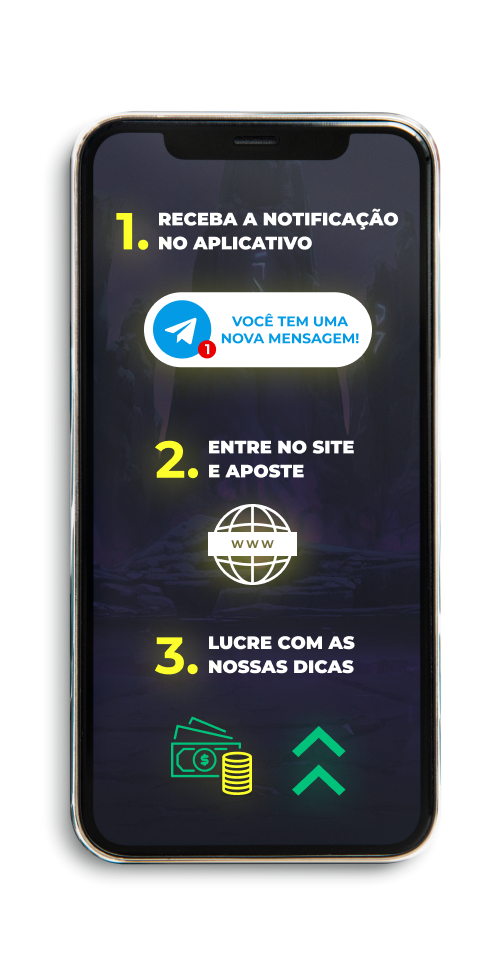 1. RECEBA A NOTIFICAÇÃO
NO APLICATIVO
VOCÊ TEM UMA
NOVA MENSAGEM!
1
2. ENTRE NO SITE
E APOSTE
WWW
3. LUCRE COM AS
NOSSAS DICAS
$